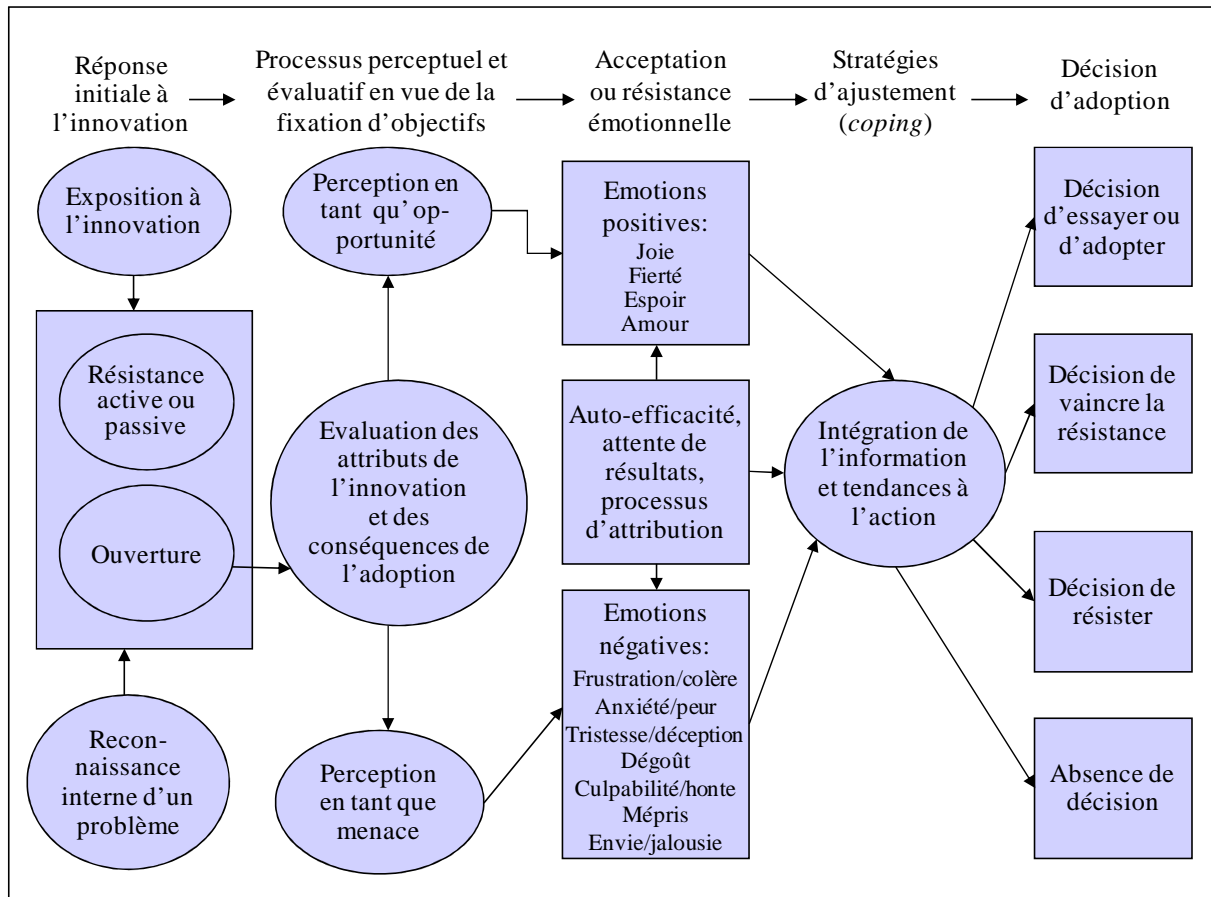 Réponse
initiale à
l’innovation
Processus perceptuel et
évaluatif en vue de la
fixation d’objectifs
Acceptation
ou résistance
émotionnelle
Stratégies
d’ajustement
(coping)
Décision
d’adoption
Exposition à
l’innovation
Résistance
active ou
passive
Ouverture
Recon-
naissance
interne d’un
problème
Perception en
tant qu’ op-
portunité
Evaluation des
attributs de
l’innovation
et des
conséquences de
l’adoption
Perception
en tant que
menace
Emotions
positives:
Joie
Fierté
Espoir
Amour
Auto-efficacité,
attente de
résultats,
processus
d’attribution
Emotions
négatives:
Frustration/colère
Anxiété/peur
Tristesse/déception
Dégoût
Culpabilité/honte
Mépris
Envie/jalousie
Intégration de
l’information
et tendances à
l’action
Décision
d’essayer ou
d’adopter
Décision de
vaincre la
résistance
Décision de
résister
Absence de
décision